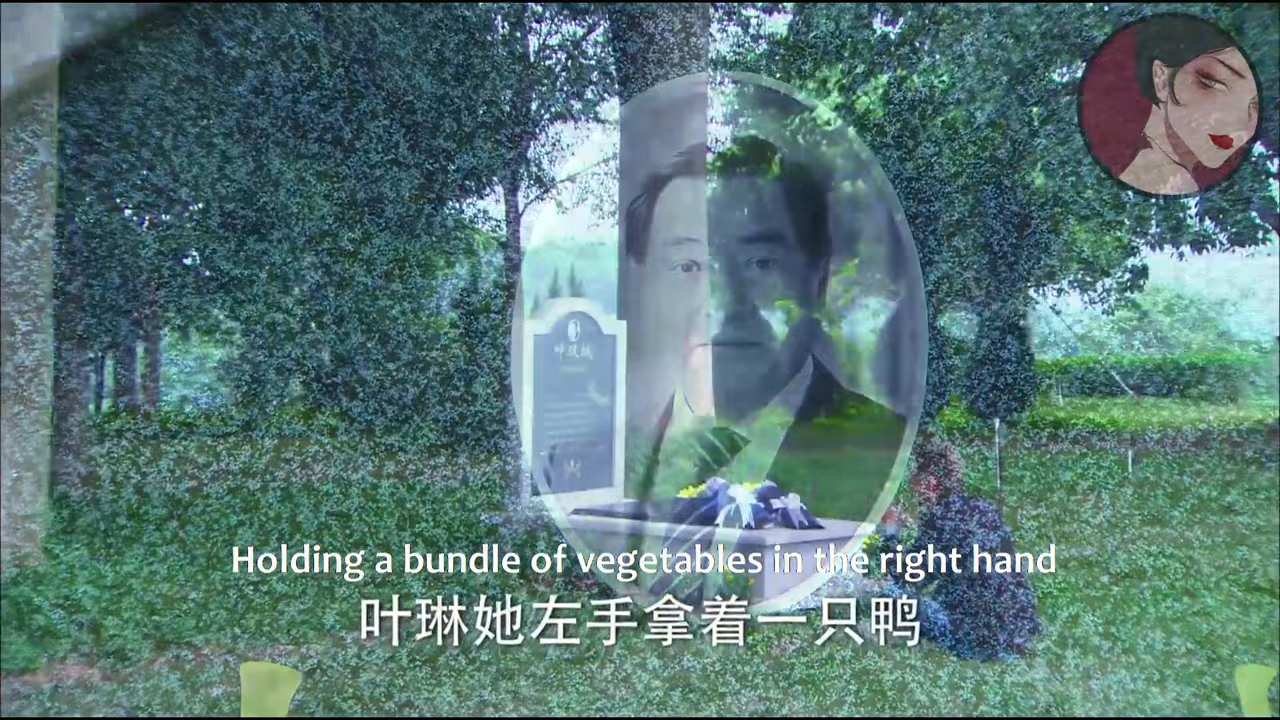 Holding a bundle of vegetables in the right hand
叶琳她左手拿着一只鸭